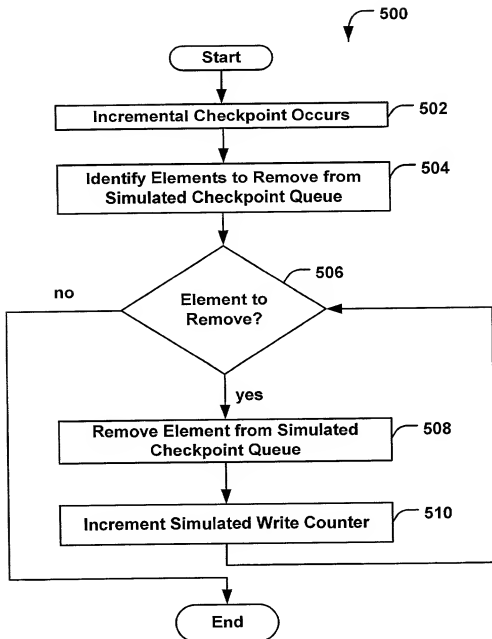 500
Start
Incremental Checkpoint Occurs
502
Identify Elements to Remove from
Simulated Checkpoint Queue
504
506
Element to
Remove?
no
yes
Remove Element from Simulated
Checkpoint Queue
508
Increment Simulated Write Counter
510
End